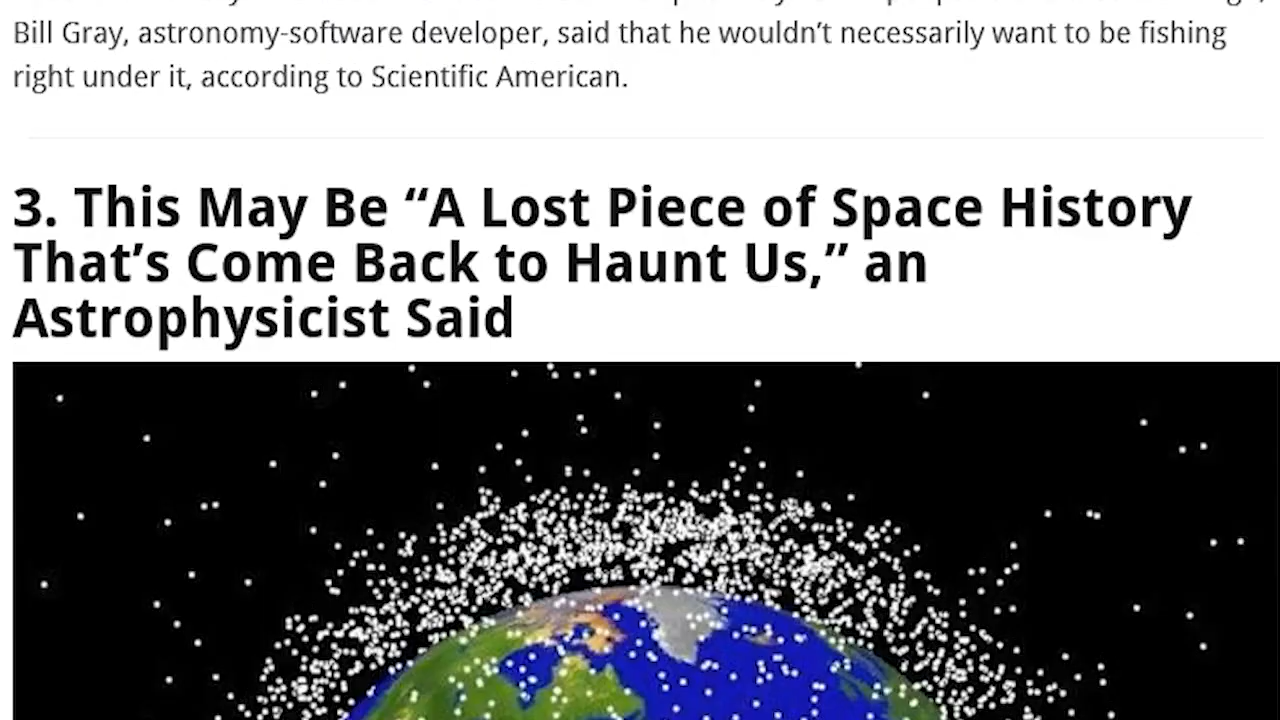 Bill Gray, astronomy-software developer, said that he wouldn’t necessarily want to be fishing
right under it, according to Scientific American.
3. This May Be “A Lost Piece of Space History
That’s Come Back to Haunt Us,” an
Astrophysicist Said